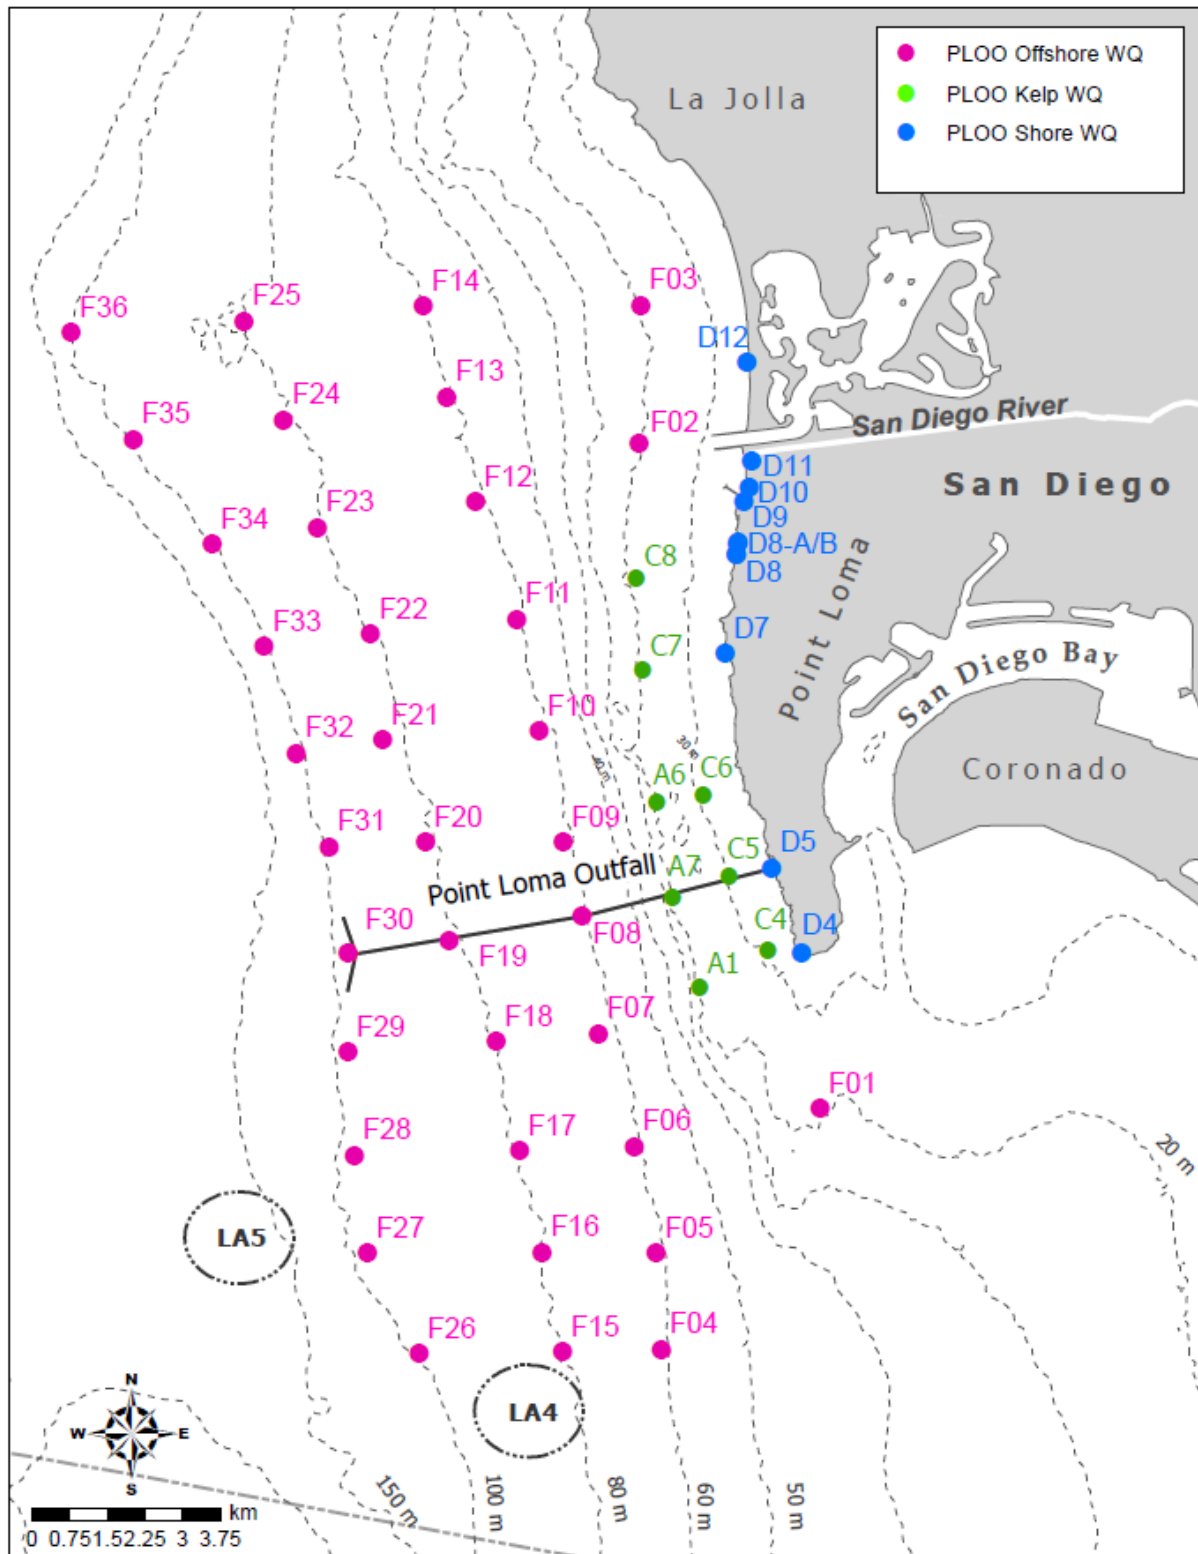 PLOO Offshore WQ
PLOO Kelp WQ
PLOO Shore WQ
La Jolla
F36
F25
F14
F03
D12
F35
F24
F13
F02
San Diego River
D11
San Diego
F34
F23
F12
D10
D9
D8-A/B
D8
C8
Point Loma
F33
F22
F11
C7
D7
San Diego Bay
F32
F21
F10
30 m
40 m
A6
C6
Coronado
F31
F20
F09
D5
C5
A7
Point Loma Outfall
F30
F19
F08
C4
D4
A1
F29
F18
F07
F01
F28
F17
F06
20 m
LA5
F27
F16
F05
F26
F15
F04
LA4
N
W
E
S
150 m
100 m
80 m
60 m
50 m
km
0 0.751.52.25 3 3.75